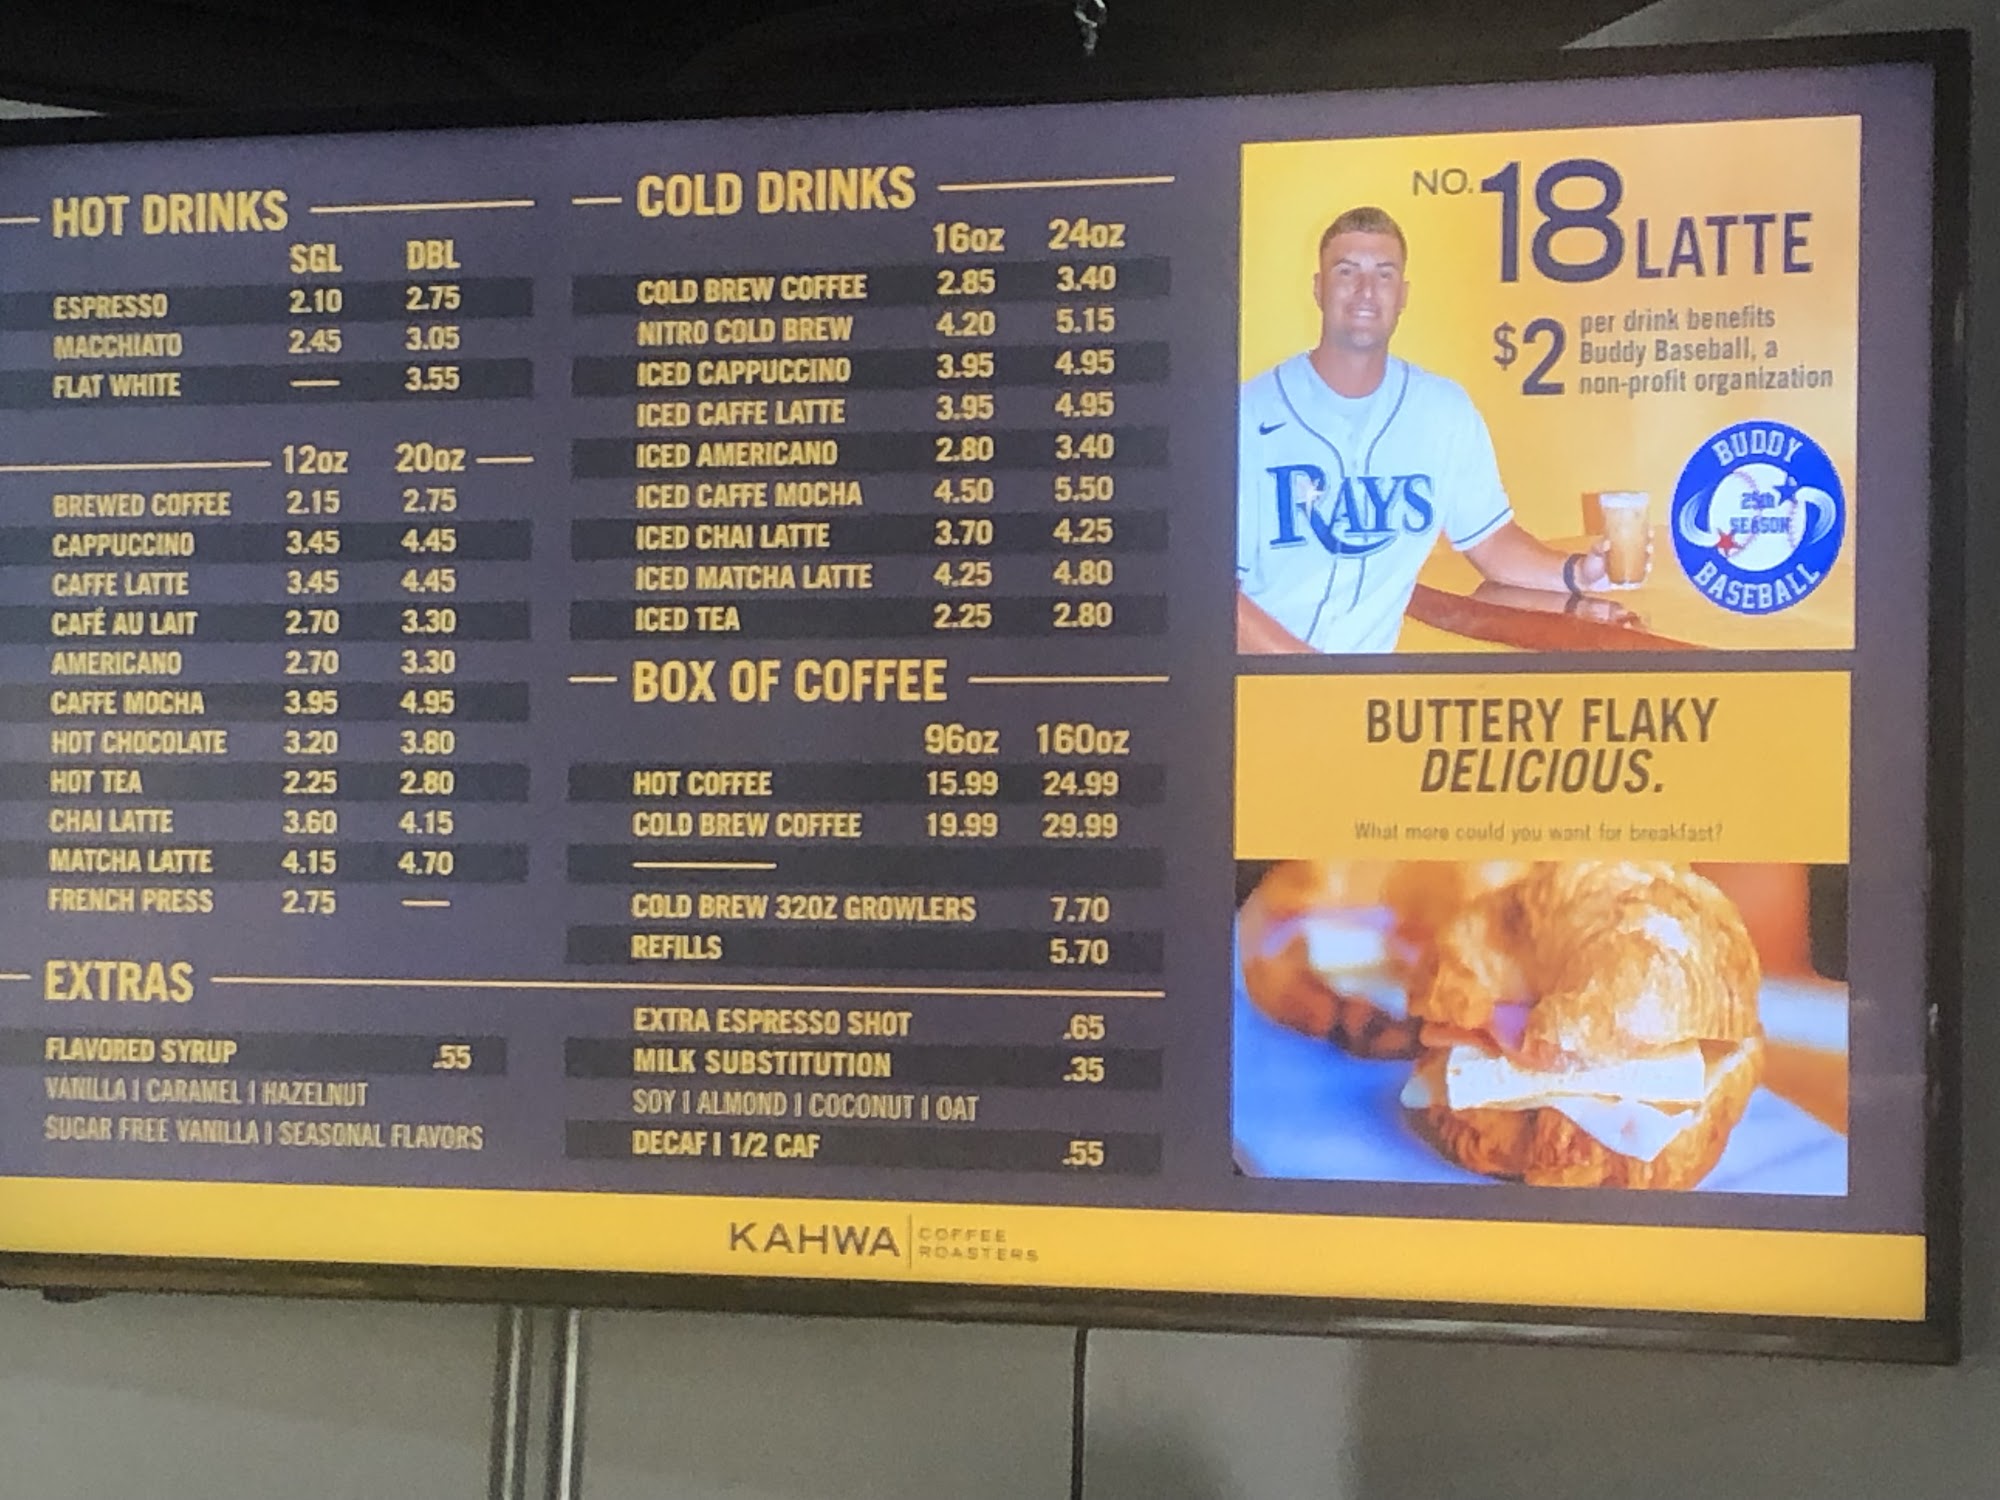 HOT DRINKS
SGL DBL
ESPRESSO 2.10 2.75
MACCHIATO 2.45 3.05
FLAT WHITE — 3.55
12oz 20oz
BREWED COFFEE 2.15 2.75
CAPPUCCINO 3.45 4.45
CAFFE LATTE 3.45 4.45
CAFÉ AU LAIT 2.70 3.30
AMERICANO 2.70 3.30
CAFFE MOCHA 3.95 4.95
HOT CHOCOLATE 3.20 3.80
HOT TEA 2.25 2.80
CHAI LATTE 3.60 4.15
MATCHA LATTE 4.15 4.70
FRENCH PRESS 2.75 —
COLD DRINKS
16oz 24oz
COLD BREW COFFEE 2.85 3.40
NITRO COLD BREW 4.20 5.15
ICED CAPPUCCINO 3.95 4.95
ICED CAFFE LATTE 3.95 4.95
ICED AMERICANO 2.80 3.40
ICED CAFFE MOCHA 4.50 5.50
ICED CHAI LATTE 3.70 4.25
ICED MATCHA LATTE 4.25 4.80
ICED TEA 2.25 2.80
BOX OF COFFEE
96oz 160oz
HOT COFFEE 15.99 24.99
COLD BREW COFFEE 19.99 29.99
COLD BREW 32OZ GROWLERS 7.70
REFILLS 5.70
EXTRAS
FLAVORED SYRUP .55
VANILLA | CARAMEL | HAZELNUT
SUGAR FREE VANILLA | SEASONAL FLAVORS
EXTRA ESPRESSO SHOT .65
MILK SUBSTITUTION .35
SOY | ALMOND | COCONUT | OAT
DECAF | 1/2 CAF .55
NO. 18 LATTE
$2 per drink benefits
Buddy Baseball, a
non-profit organization
RAYS
BUDDY
25th
SEASON
BASEBALL
BUTTERY FLAKY
DELICIOUS.
What more could you want for breakfast?
KAHWA COFFEE
ROASTERS